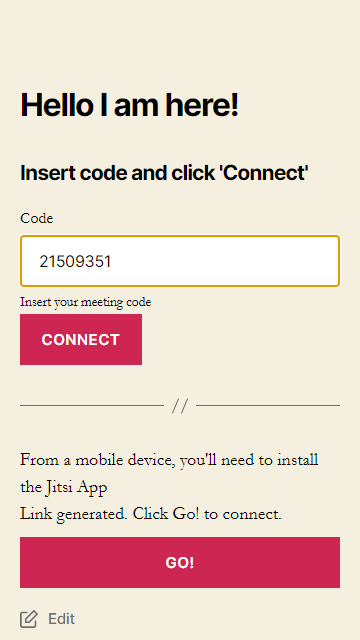 Hello I am here!
Insert code and click 'Connect'
Code
21509351
Insert your meeting code
CONNECT
//
From a mobile device, you'll need to install
the Jitsi App
Link generated. Click Go! to connect.
GO!
Edit